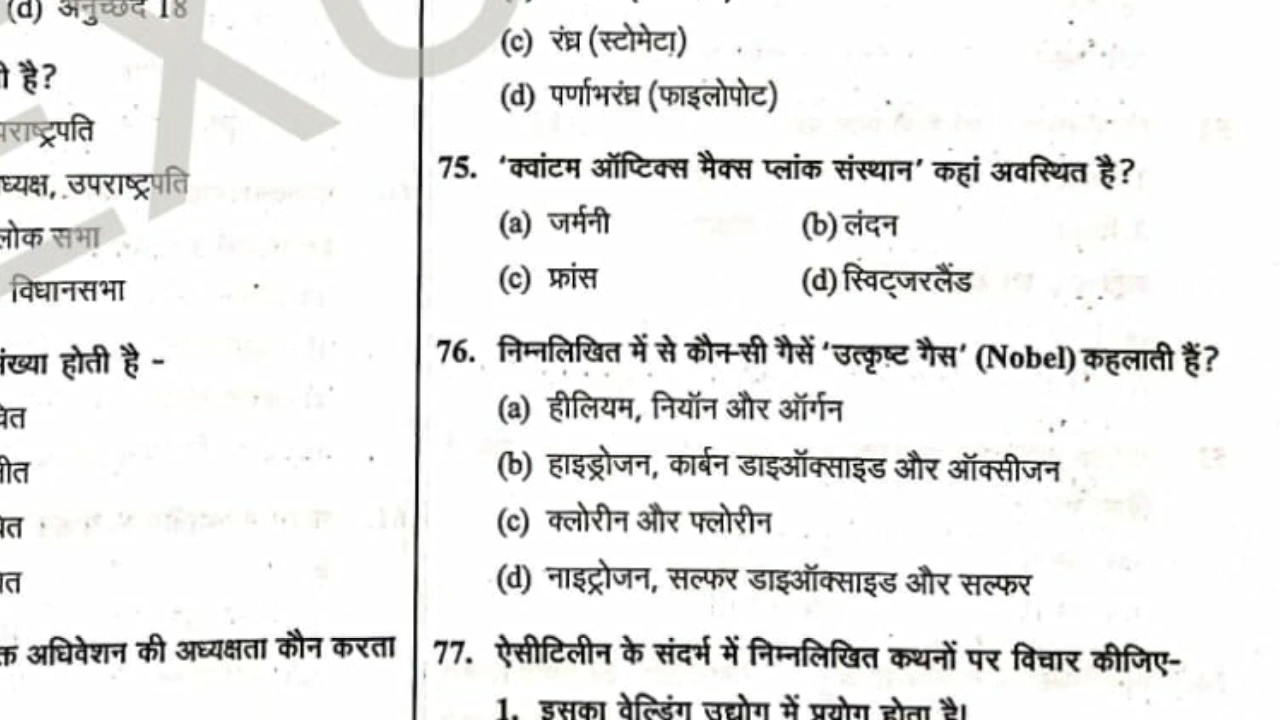 (d) अनुच्छेद 18
है?
पराष्ट्रपति
ध्यक्ष, उपराष्ट्रपति
लोक सभा
विधानसभा
संख्या होती है -
क्त अधिवेशन की अध्यक्षता कौन करता
(c) रंध्र (स्टोमेटा)
(d) पर्णाभरंध्र (फाइलोपोट)
75. ‘क्वांटम ऑप्टिक्स मैक्स प्लांक संस्थान’ कहां अवस्थित है?
(a) जर्मनी (b) लंदन
(c) फ्रांस (d) स्विट्जरलैंड
76. निम्नलिखित में से कौन-सी गैसें ‘उत्कृष्ट गैस’ (Nobel) कहलाती हैं?
(a) हीलियम, नियॉन और ऑर्गन
(b) हाइड्रोजन, कार्बन डाइऑक्साइड और ऑक्सीजन
(c) क्लोरीन और फ्लोरीन
(d) नाइट्रोजन, सल्फर डाइऑक्साइड और सल्फर
77. ऐसीटिलीन के संदर्भ में निम्नलिखित कथनों पर विचार कीजिए-
1. इसका वेल्डिंग उद्योग में प्रयोग होता है।